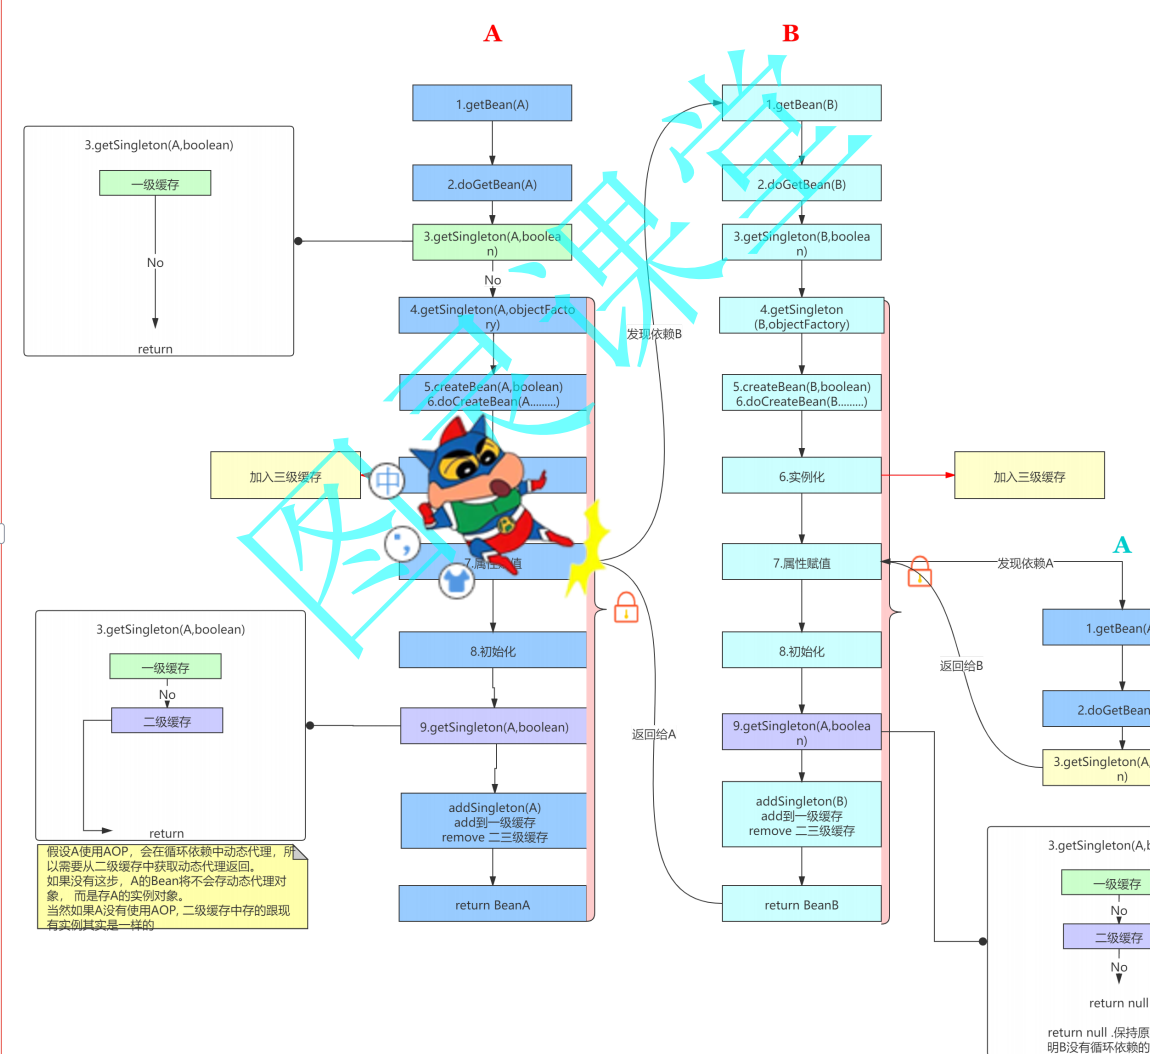 A
B
1.getBean(A)
1.getBean(B)
3.getSingleton(A,boolean)
一级缓存
No
return
2.doGetBean(A)
2.doGetBean(B)
3.getSingleton(A,boolea
n)
No
3.getSingleton(B,boolea
n)
4.getSingleton(A,objectFacto
ry)
发现依赖B
4.getSingleton
(B,objectFactory)
5.createBean(A,boolean)
6.doCreateBean(A.........)
5.createBean(B,boolean)
6.doCreateBean(B.........)
加入三级缓存
中
6.实例化
加入三级缓存
7.属性赋值
7.属性赋值
发现依赖A
A
1.getBean(A
2.doGetBean
3.getSingleton(A,
n)
返回给B
3.getSingleton(A,boolean)
一级缓存
No
二级缓存
return
8.初始化
8.初始化
9.getSingleton(A,boolean)
返回给A
9.getSingleton(A,boolea
n)
addSingleton(A)
add到一级缓存
remove 二三级缓存
addSingleton(B)
add到一级缓存
remove 二三级缓存
假设A使用AOP，会在循环依赖中动态代理，所
以需要从二级缓存中获取动态代理返回。
如果没有这步，A的Bean将不会存动态代理对
象， 而是存A的实例对象。
当然如果A没有使用AOP, 二级缓存中存的跟现
有实例其实是一样的
return BeanA
return BeanB
3.getSingleton(A,b
一级缓存
No
二级缓存
No
return null
return null .保持原
明B没有循环依赖的
图灵课堂